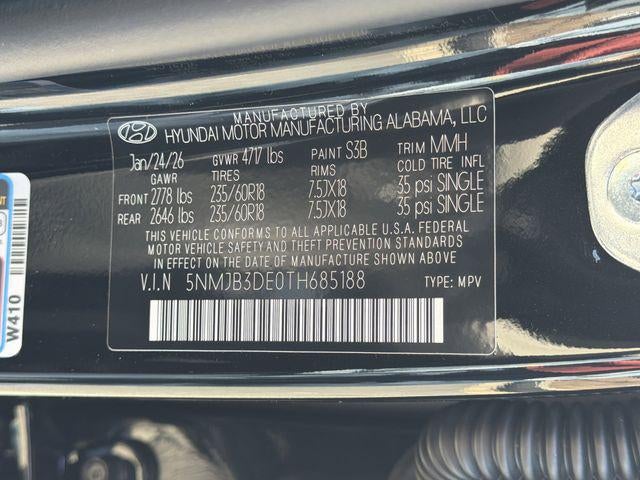 MANUFACTURED BY
HYUNDAI MOTOR MANUFACTURING ALABAMA, LLC
Jan/24/26 GVWR 4717 lbs PAINT S3B TRIM MMH
GAWR TIRES RIMS COLD TIRE INFL
FRONT 2778 lbs 235/60R18 7.5JX18 35 psi SINGLE
REAR 2646 lbs 235/60R18 7.5JX18 35 psi SINGLE
THIS VEHICLE CONFORMS TO ALL APPLICABLE U.S.A. FEDERAL
MOTOR VEHICLE SAFETY AND THEFT PREVENTION STANDARDS
IN EFFECT ON THE DATE OF MANUFACTURE SHOWN ABOVE.
V.I.N 5NMJB3DE0TH685188 TYPE: MPV
W410